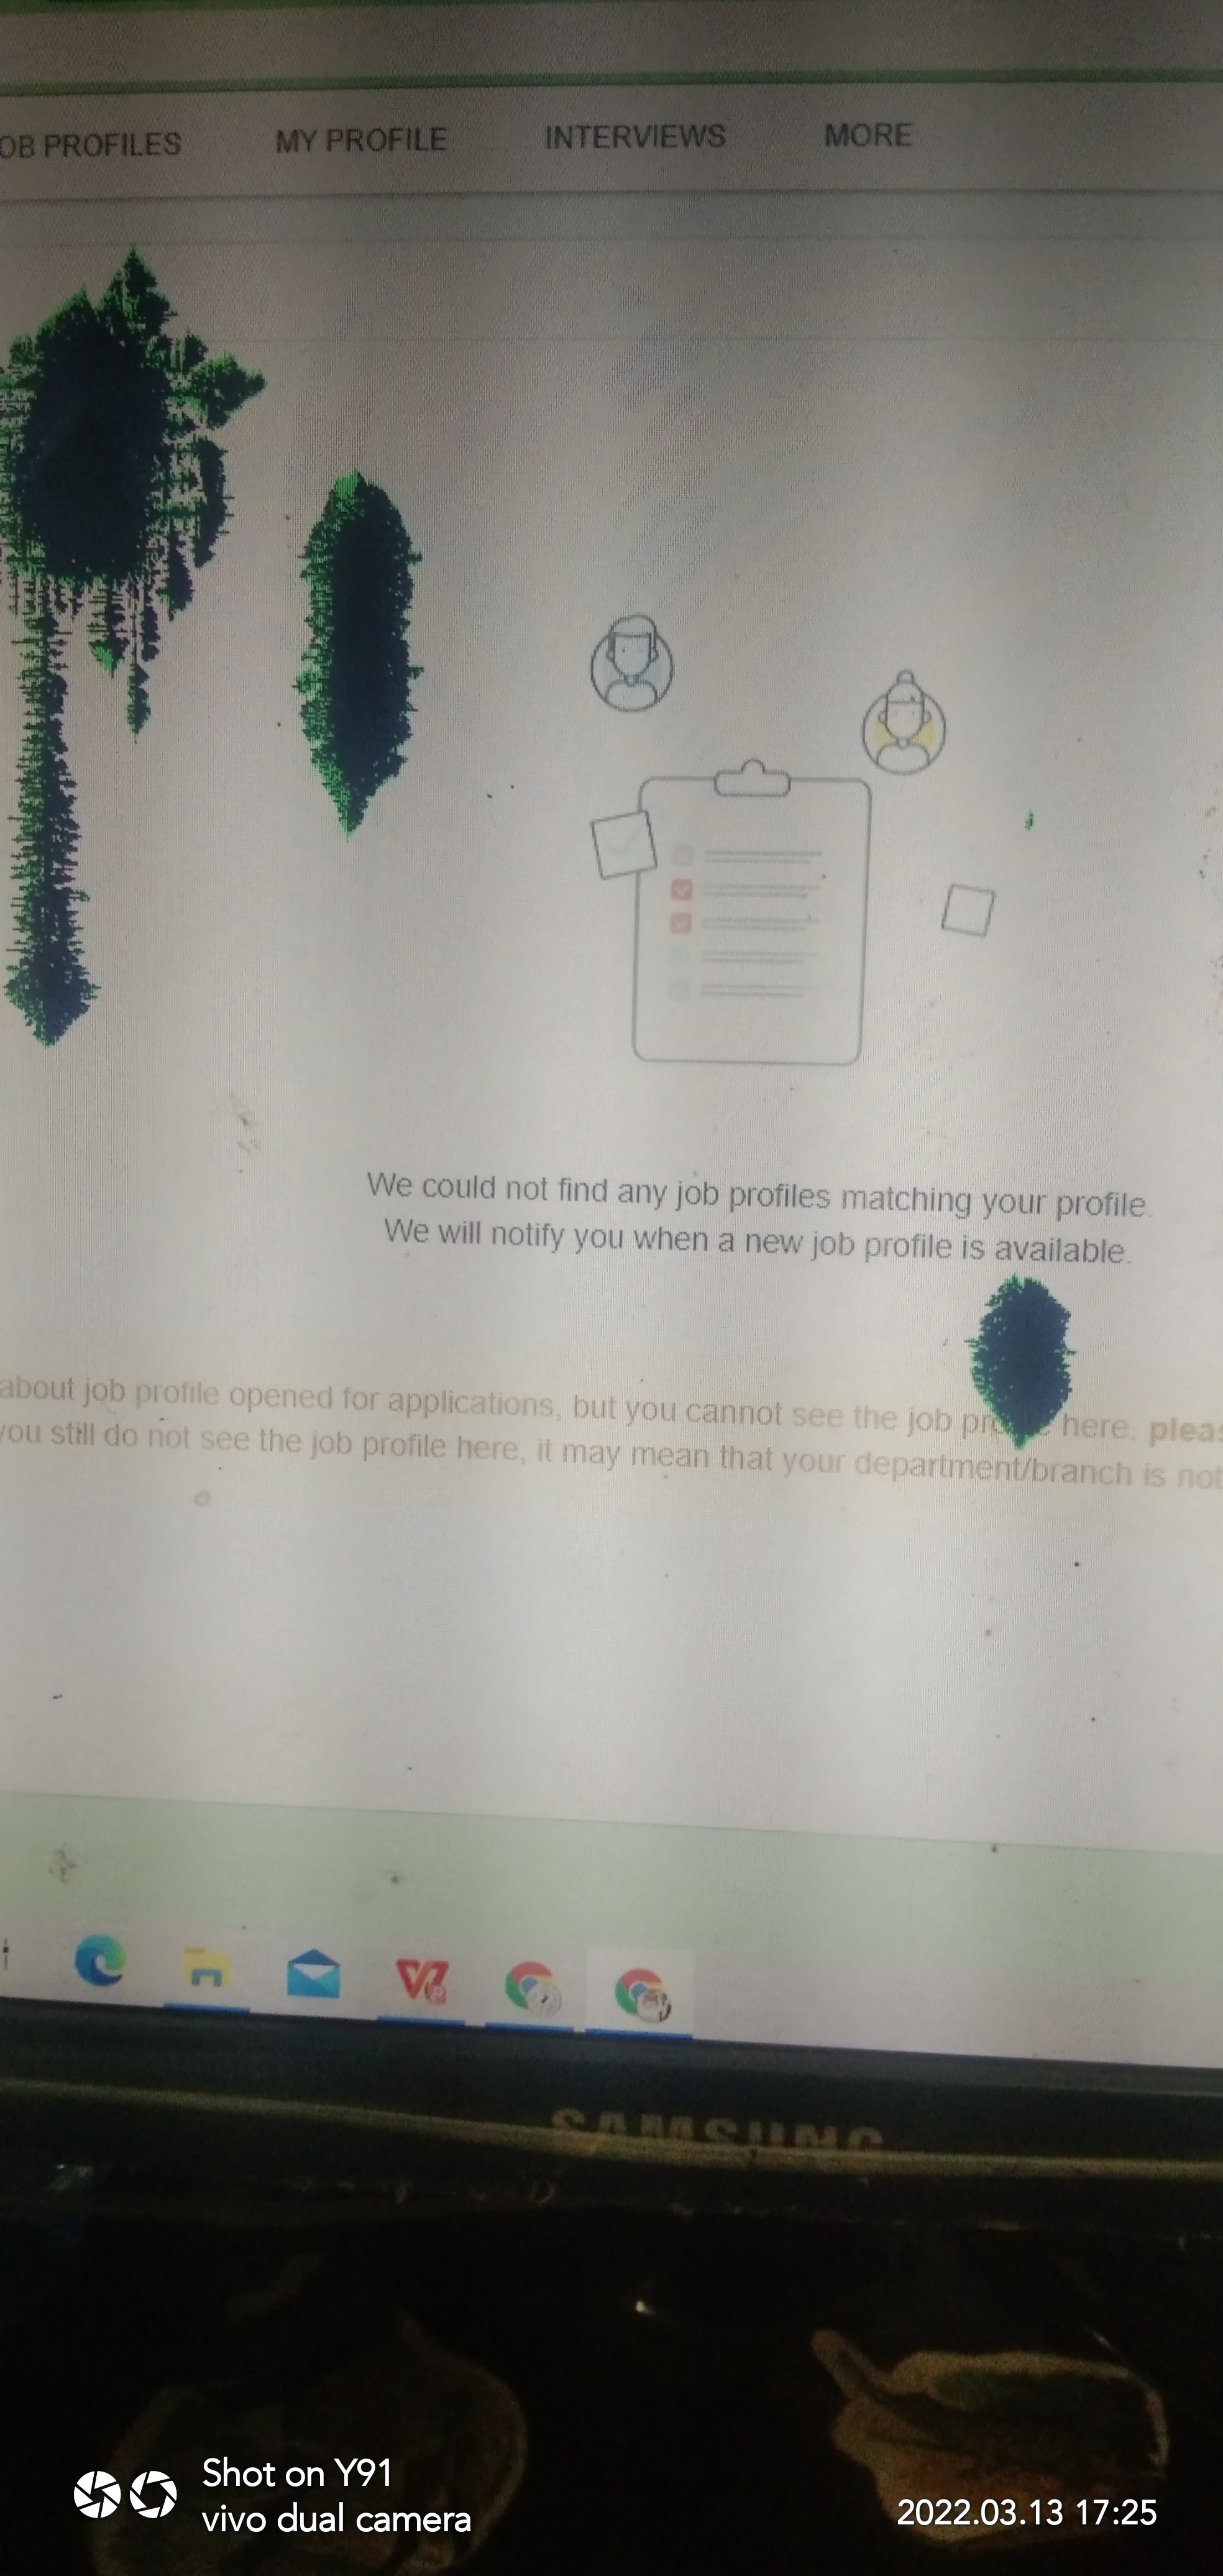 OB PROFILES MY PROFILE INTERVIEWS MORE
We could not find any job profiles matching your profile.
We will notify you when a new job profile is available.
about job profile opened for applications, but you cannot see the job here, pleas
you still do not see the job profile here, it may mean that your department/branch is not
SAMSUNG
Shot on Y91
vivo dual camera
2022.03.13 17:25